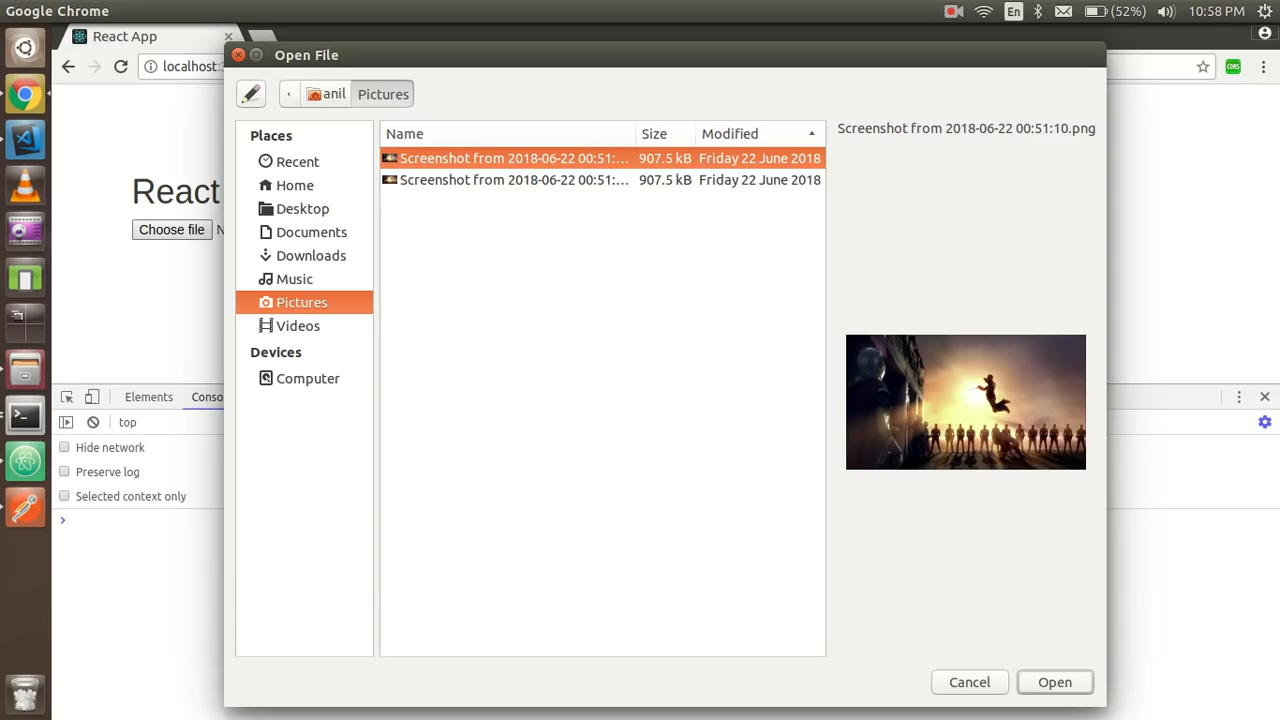 Google Chrome
En
(52%)
10:58 PM
React App
localhost:
CORS
Open File
anil
Pictures
Places
Recent
Home
Desktop
Documents
Downloads
Music
Pictures
Videos
Devices
Computer
Name
Size
Modified
Screenshot from 2018-06-22 00:51:... 907.5 kB Friday 22 June 2018
Screenshot from 2018-06-22 00:51:... 907.5 kB Friday 22 June 2018
Screenshot from 2018-06-22 00:51:10.png
React
Choose file N
Elements
Conso
top
Hide network
Preserve log
Selected context only
Cancel
Open